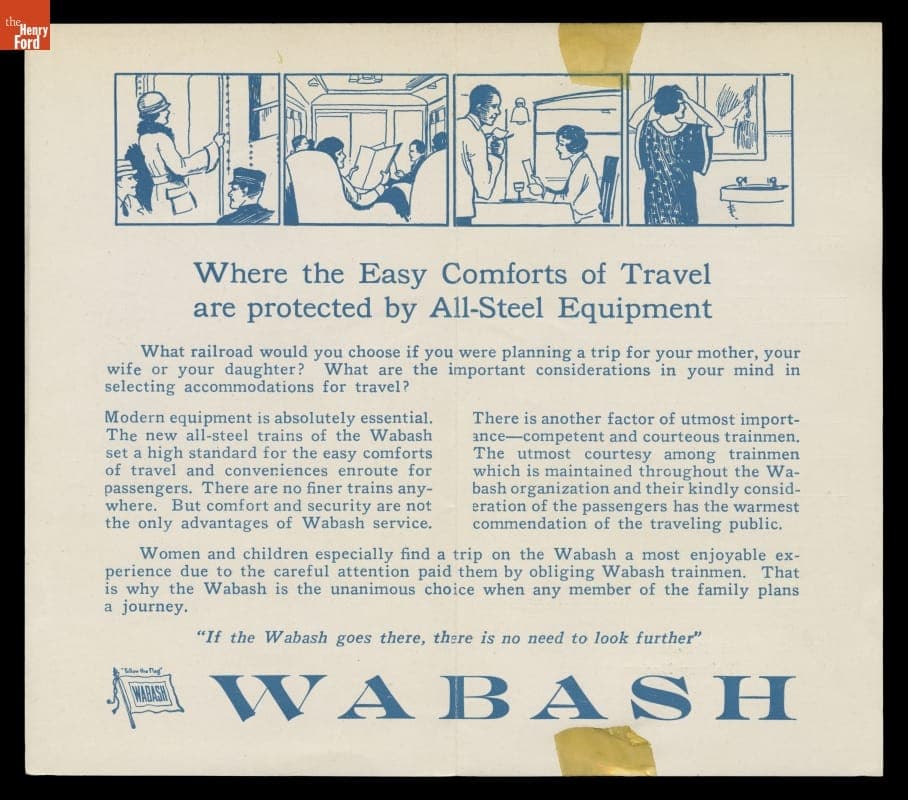 the
Henry
Ford
Where the Easy Comforts of Travel
are protected by All-Steel Equipment
What railroad would you choose if you were planning a trip for your mother, your
wife or your daughter? What are the important considerations in your mind in
selecting accommodations for travel?
Modern equipment is absolutely essential.
The new all-steel trains of the Wabash
set a high standard for the easy comforts
of travel and conveniences enroute for
passengers. There are no finer trains any-
where. But comfort and security are not
the only advantages of Wabash service.
There is another factor of utmost import-
ance—competent and courteous trainmen.
The utmost courtesy among trainmen
which is maintained throughout the Wa-
bash organization and their kindly consid-
eration of the passengers has the warmest
commendation of the traveling public.
Women and children especially find a trip on the Wabash a most enjoyable ex-
perience due to the careful attention paid them by obliging Wabash trainmen. That
is why the Wabash is the unanimous choice when any member of the family plans
a journey.
"If the Wabash goes there, there is no need to look further"
"Follow the Flag"
WABASH
WABASH